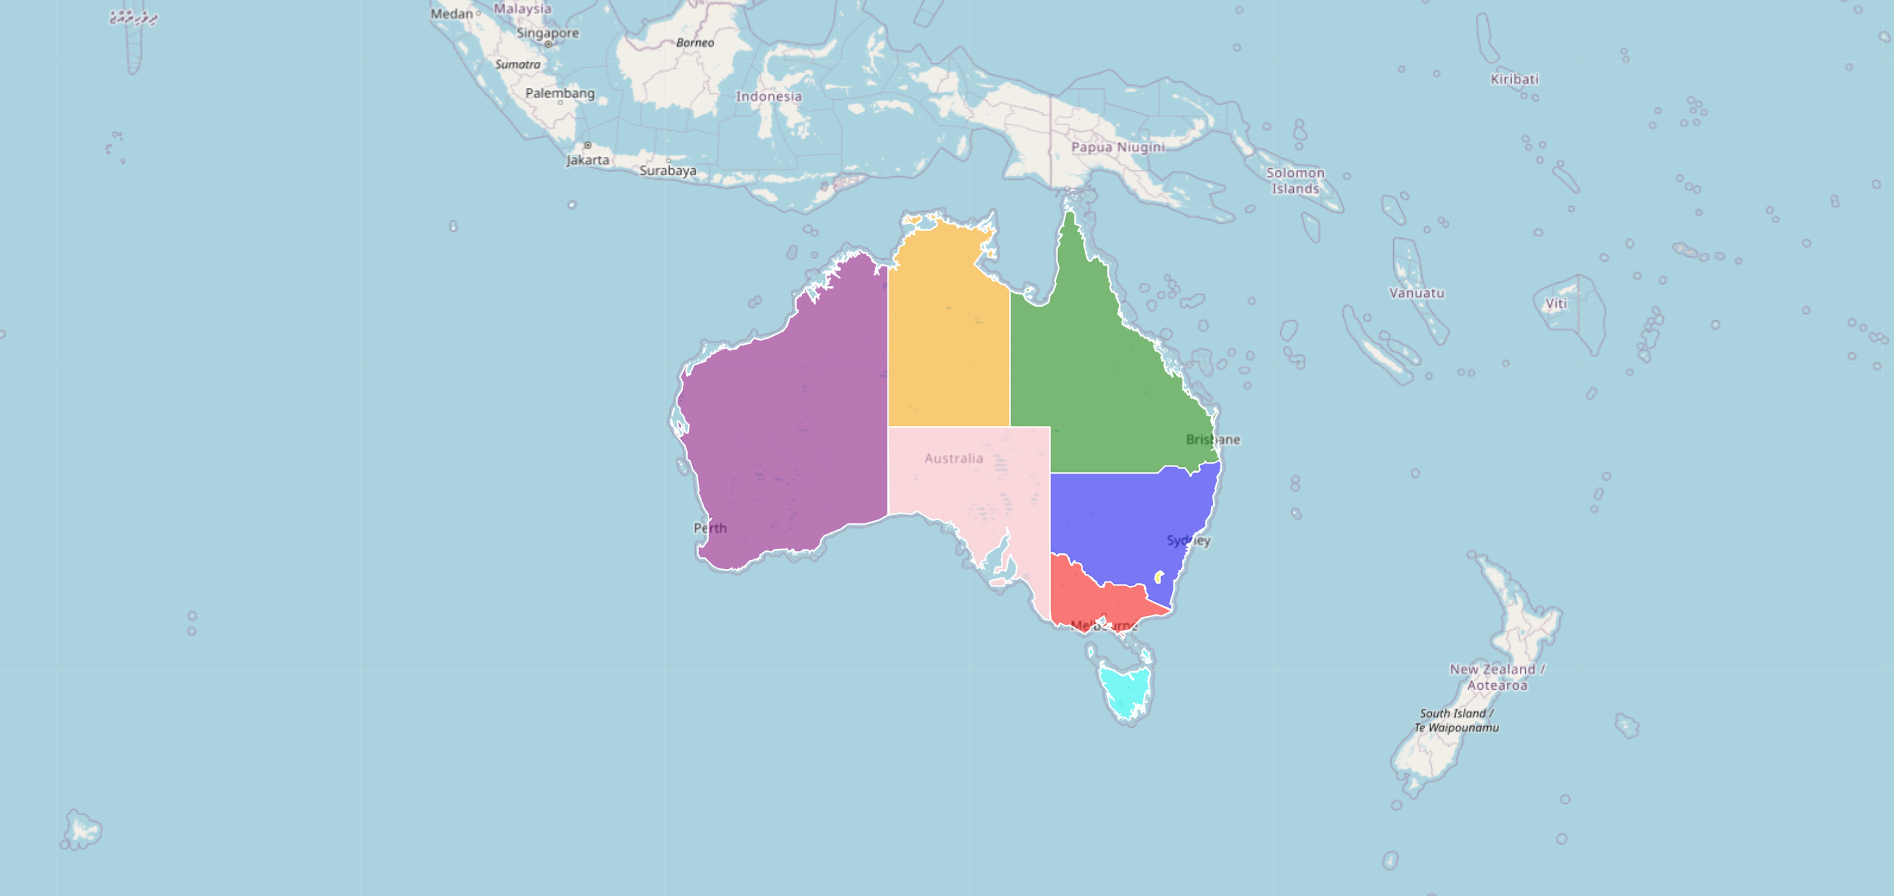 ދިވެހިރާއްޖެ
Medan
Malaysia
Singapore
Borneo
Sumatra
Palembang
Indonesia
Jakarta
Surabaya
Papua Niugini
Solomon
Islands
Kiribati
Vanuatu
Viti
Brisbane
Australia
Perth
Sydney
Melbourne
New Zealand /
Aotearoa
South Island /
Te Waipounamu